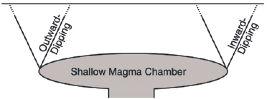 Outward-
Dipping
Inward-
Dipping
Shallow Magma Chamber